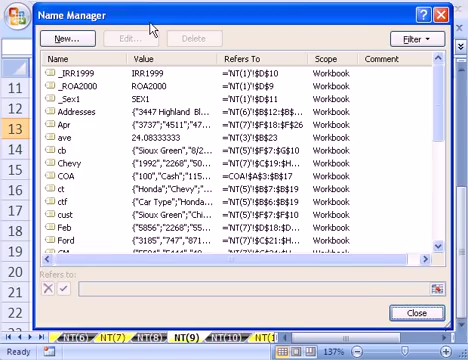 Name Manager
New... Edit... Delete Filter
Name Value Refers To Scope Comment
_IRR1999 IRR1999 ='NT(1)'!$D$10 Workbook
_ROA2000 ROA2000 ='NT(1)'!$D$9 Workbook
_Sex1 SEX1 ='NT(1)'!$D$11 Workbook
Addresses {"3447 Highland Bl... ='NT(6)'!$B$12:$B... Workbook
Apr {"3737";"4511";"47... ='NT(7)'!$F$18:$F$26 Workbook
ave 24.08333333 ='NT(3)'!$B$23 Workbook
cb {"Sioux Green","8/2... ='NT(5)'!$F$7:$G$10 Workbook
Chevy {"1992","2268","50... ='NT(7)'!$C$19:$H... Workbook
COA {"100","Cash";"115... =COA!$A$3:$B$17 Workbook
ct {"Honda";"Chevy";"... ='NT(5)'!$B$7:$B$19 Workbook
ctf {"Car Type";"Hond... ='NT(5)'!$B$6:$B$19 Workbook
cust {"Sioux Green";"Chi... ='NT(5)'!$F$7:$F$10 Workbook
Feb {"5856";"2268";"50... ='NT(7)'!$D$18:$D... Workbook
Ford {"3185","747","871... ='NT(7)'!$C$21:$H... Workbook
Refers to:
Close
11
12
13
14
15
16
17
18
19
20
21
22
NT(6) NT(7) NT(8) NT(9) NT(10) NT(1
Ready 137%